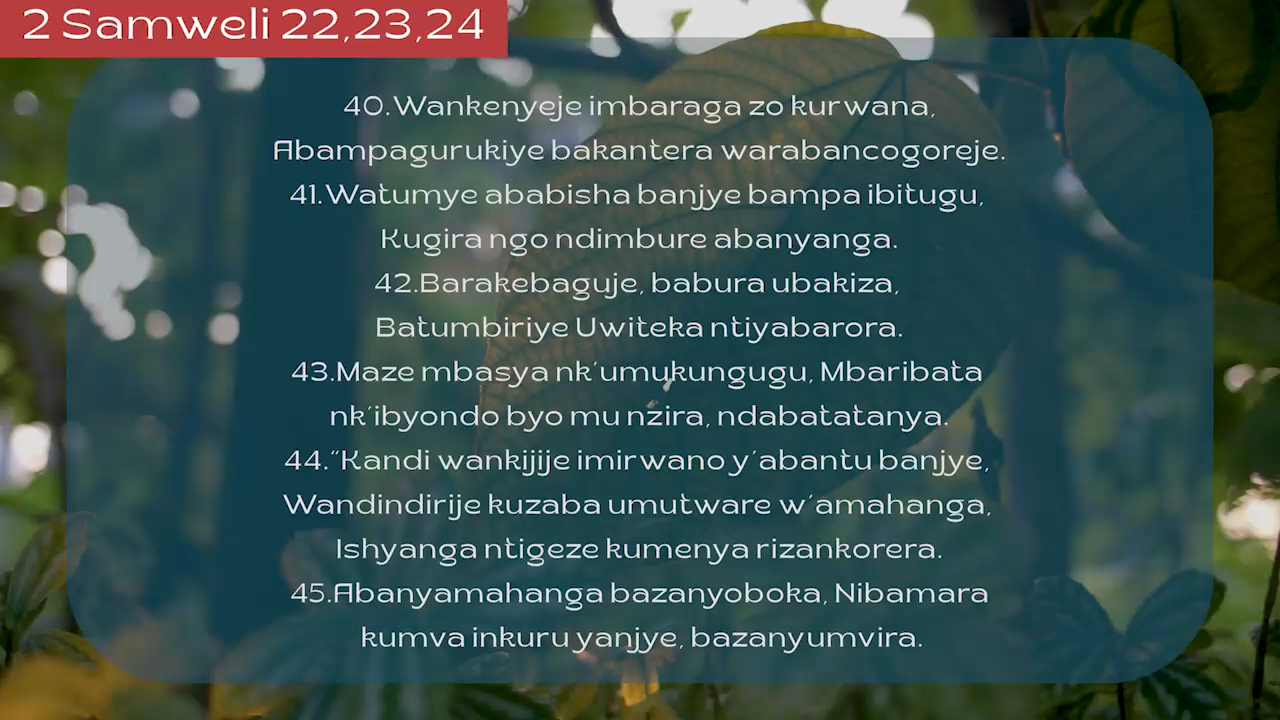 2 Samweli 22,23,24
40.Wankenyeje imbaraga zo kurwana,
Abampagurukiye bakantera warabancogoreje.
41.Watumye ababisha banjye bampa ibitugu,
Kugira ngo ndimbure abanyanga.
42.Barakebaguje, babura ubakiza,
Batumbiriye Uwiteka ntiyabarora.
43.Maze mbasya nk'umukungugu, Mbaribata
nk'ibyondo byo mu nzira, ndabatatanya.
44."Kandi wankijije imirwano y'abantu banjye,
Wandindirije kuzaba umutware w'amahanga,
Ishyanga ntigeze kumenya rizankorera.
45.Abanyamahanga bazanyoboka, Nibamara
kumva inkuru yanjye, bazanyumvira.